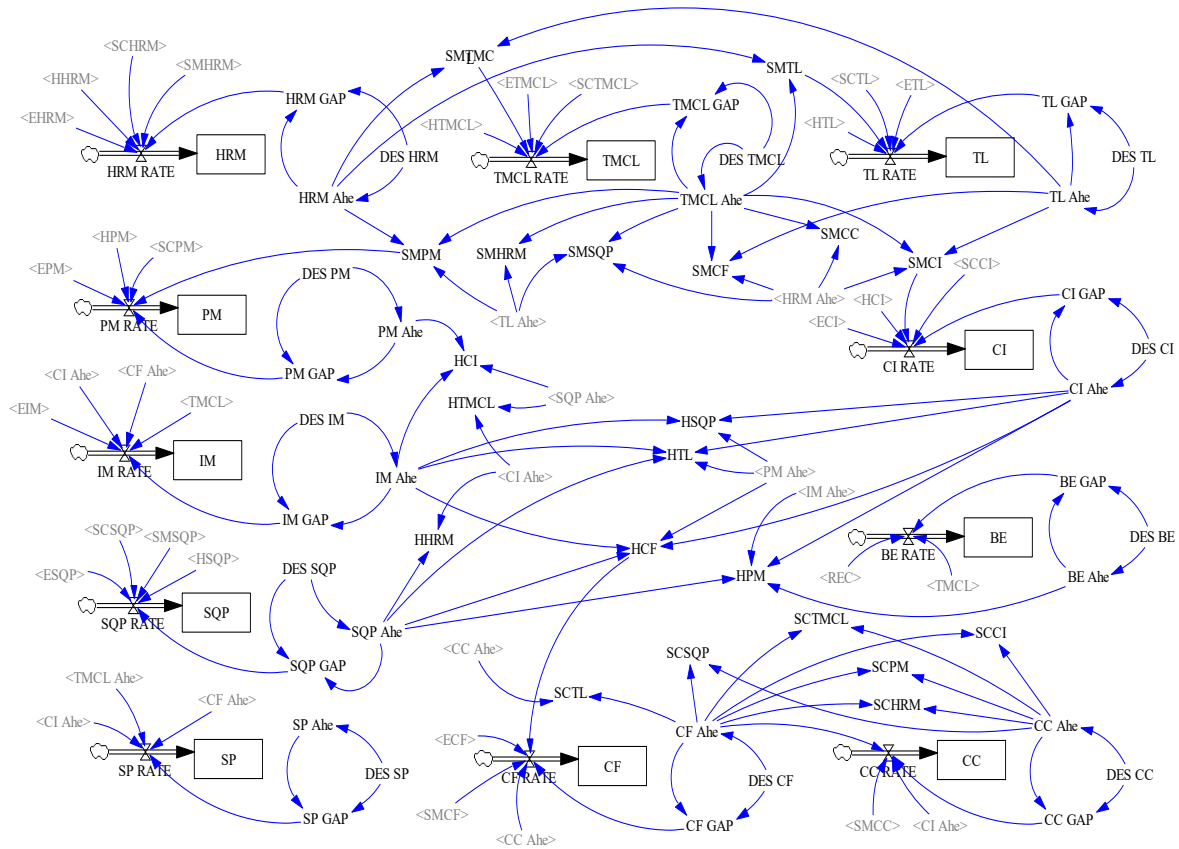 <SCHRM>
<HHRM>
<SMHRM>
<EHRM>
HRM GAP
DES HRM
HRM
HRM RATE
HRM Ahe
SMTMC
L
<ETMCL>
<SCTMCL>
<HTMCL>
TMCL GAP
DES TMCL
TMCL
TMCL RATE
TMCL Ahe
SMTL
<SCTL>
<ETL>
<HTL>
TL GAP
DES TL
TL
TL RATE
TL Ahe
<HPM>
<SCPM>
<EPM>
SMPM
SMHRM
SMSQP
SMCF
SMCC
SMCI
<SCCI>
<HRM Ahe>
<HCI>
<ECI>
<TL Ahe>
DES PM
PM
PM RATE
PM Ahe
PM GAP
CI GAP
DES CI
CI
CI RATE
CI Ahe
HCI
<CI Ahe>
<CF Ahe>
<EIM>
<TMCL>
HTMCL
<SQP Ahe>
DES IM
IM
IM RATE
IM Ahe
IM GAP
HSQP
HTL
<CI Ahe>
<PM Ahe>
<IM Ahe>
HHRM
HCF
HPM
BE GAP
DES BE
BE
BE RATE
BE Ahe
<REC>
<TMCL>
<SCSQP>
<SMSQP>
<HSQP>
<ESQP>
DES SQP
SQP
SQP RATE
SQP Ahe
SQP GAP
<CC Ahe>
SCTL
SCSQP
SCTMCL
SCCI
SCPM
SCHRM
<TMCL Ahe>
<CF Ahe>
<CI Ahe>
SP Ahe
SP
SP RATE
DES SP
SP GAP
<ECF>
CF
CF RATE
CF Ahe
DES CF
CF GAP
<SMCF>
<CC Ahe>
CC
CC RATE
CC Ahe
DES CC
CC GAP
<SMCC>
<CI Ahe>